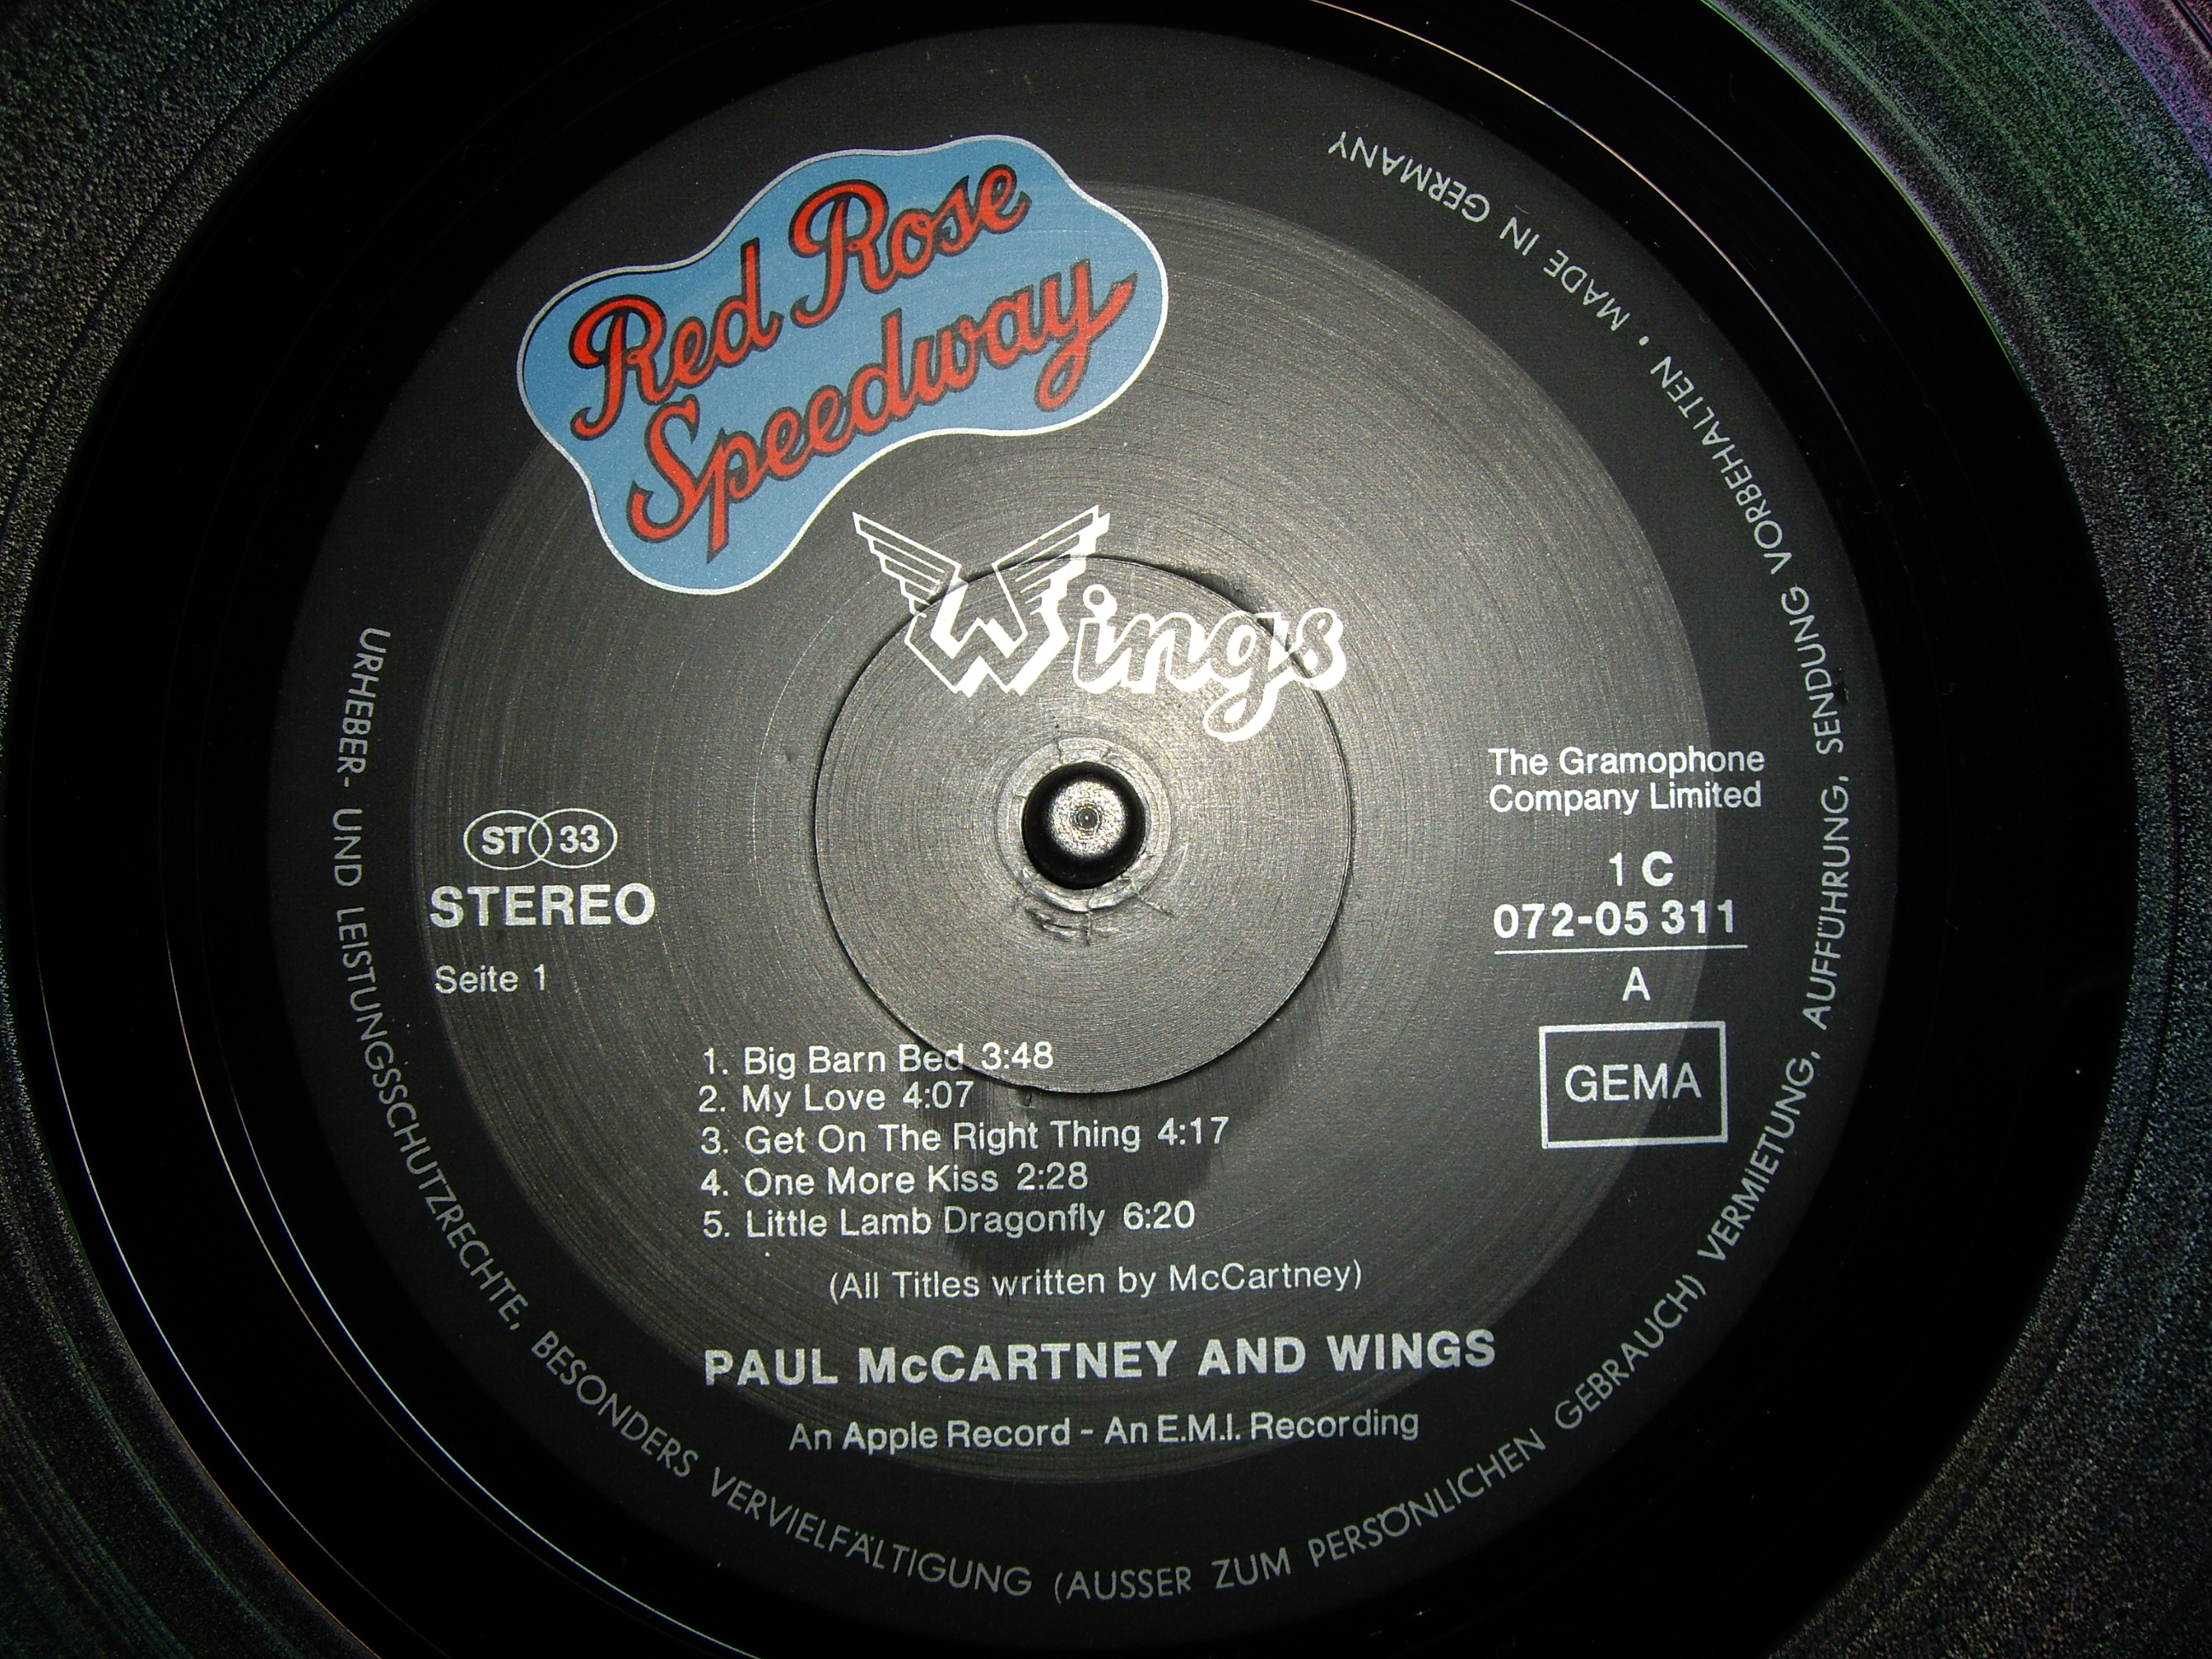 Red Rose
Speedway
Wings
The Gramophone
Company Limited
ST 33
STEREO
Seite 1
1 C
072-05 311
A
GEMA
1. Big Barn Bed 3:48
2. My Love 4:07
3. Get On The Right Thing 4:17
4. One More Kiss 2:28
5. Little Lamb Dragonfly 6:20
(All Titles written by McCartney)
PAUL McCARTNEY AND WINGS
An Apple Record - An E.M.I. Recording
URHEBER- UND LEISTUNGSSCHUTZRECHTE, BESONDERS VERVIELFÄLTIGUNG (AUSSER ZUM PERSÖNLICHEN GEBRAUCH) VERMIETUNG, AUFFÜHRUNG, SENDUNG VORBEHALTEN • MADE IN GERMANY